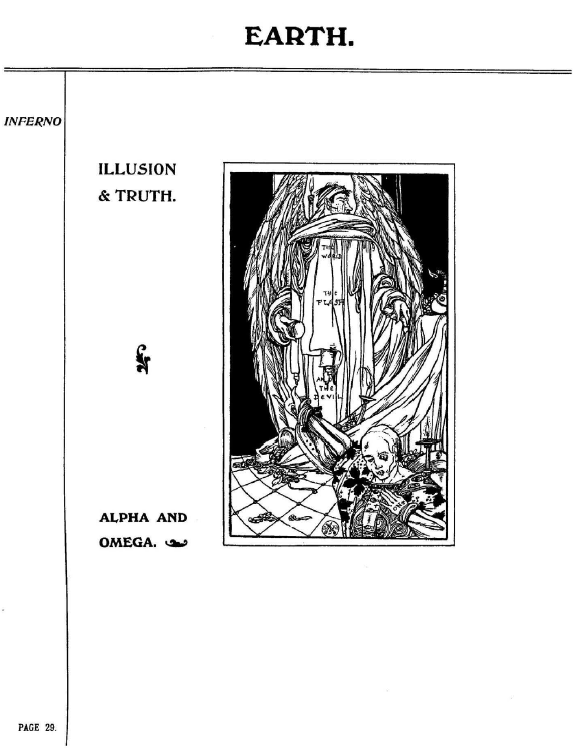 EARTH.
INFERNO
ILLUSION
& TRUTH.
THE
WORLD
THE
FLESH
AND
THE
DEVIL
ALPHA AND
OMEGA.
PAGE 29.